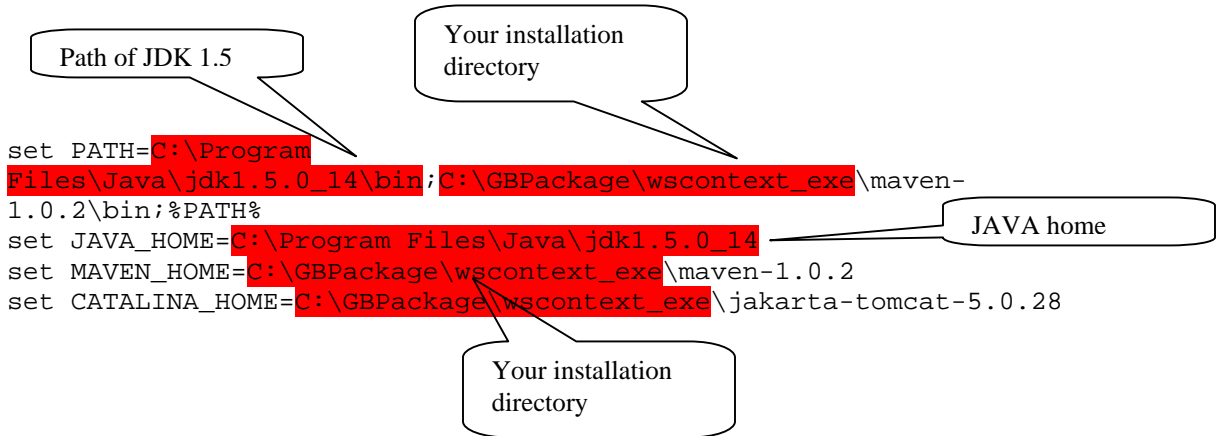 Path of JDK 1.5
Your installation
directory
set PATH=C:\Program
Files\Java\jdk1.5.0_14\bin;C:\GBPackage\wscontext_exe\maven-
1.0.2\bin;%PATH%
JAVA home
set JAVA_HOME=C:\Program Files\Java\jdk1.5.0_14
set MAVEN_HOME=C:\GBPackage\wscontext_exe\maven-1.0.2
set CATALINA_HOME=C:\GBPackage\wscontext_exe\jakarta-tomcat-5.0.28
Your installation
directory